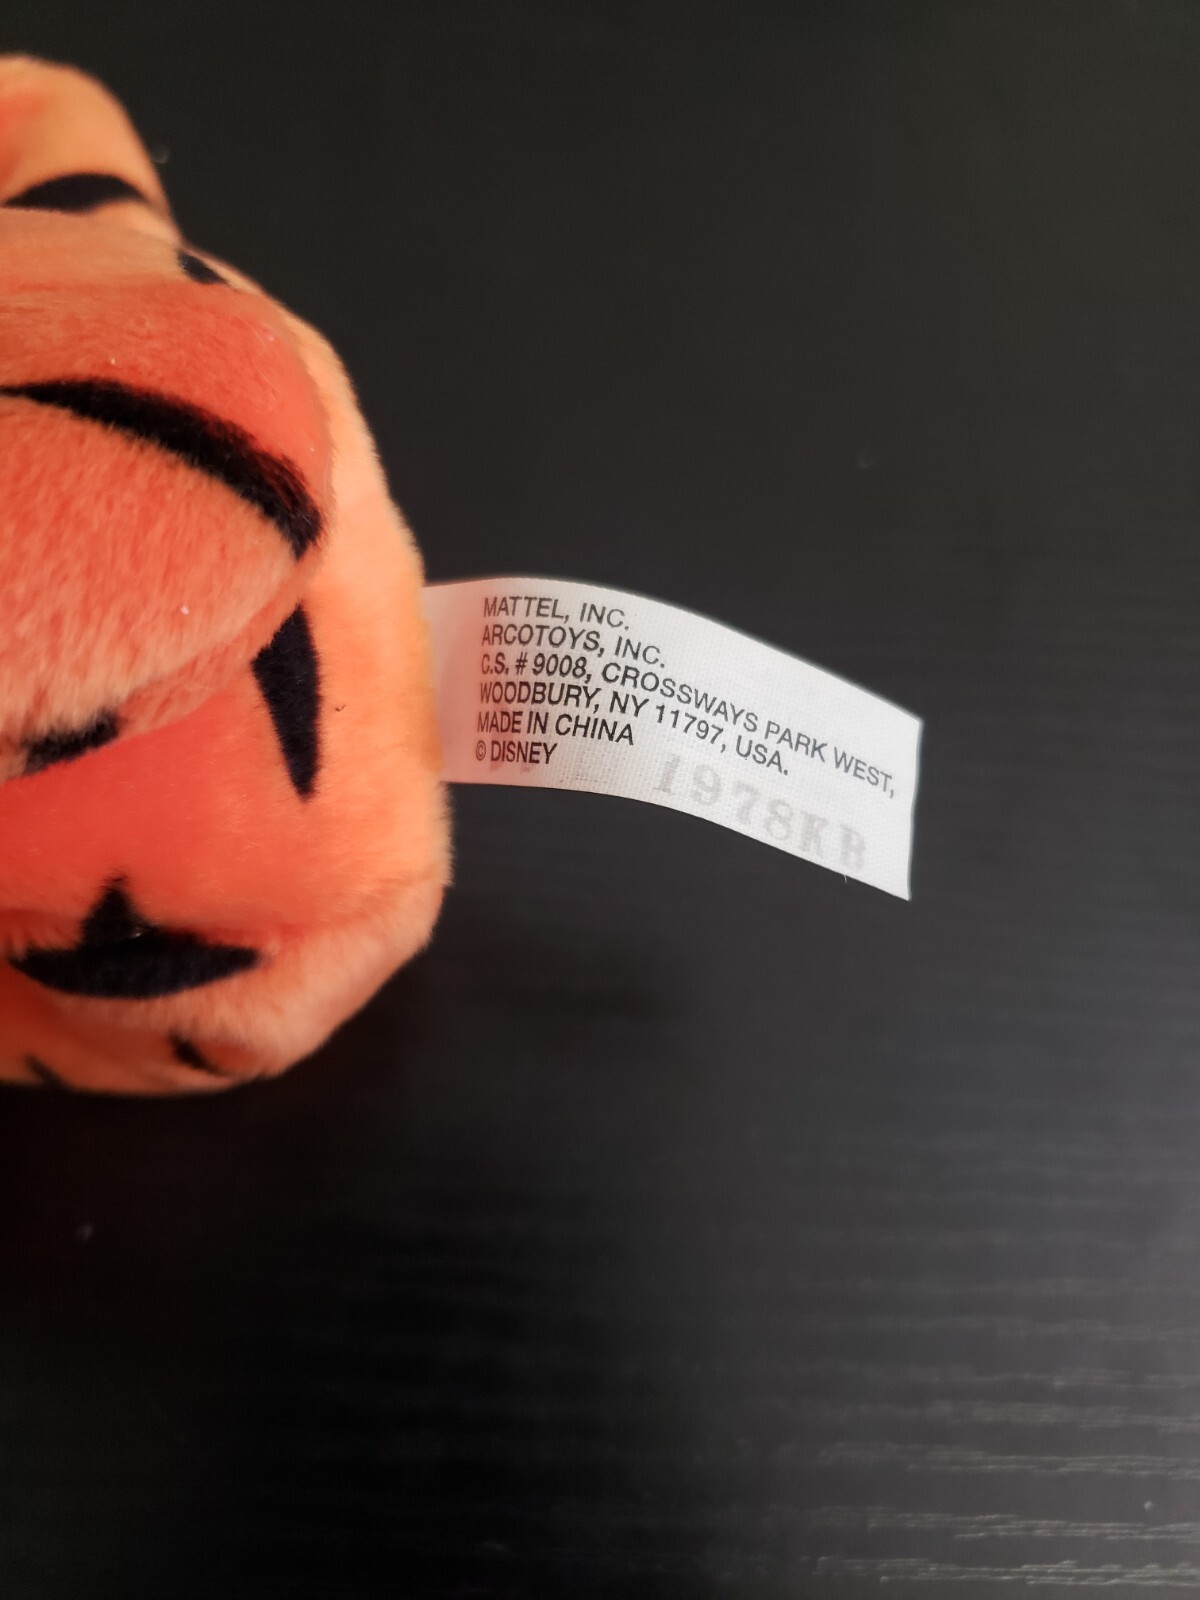 MATTEL, INC.
ARCOTOYS, INC.
C.S. # 9008, CROSSWAYS PARK WEST,
WOODBURY, NY 11797, USA.
MADE IN CHINA
© DISNEY
1978KB